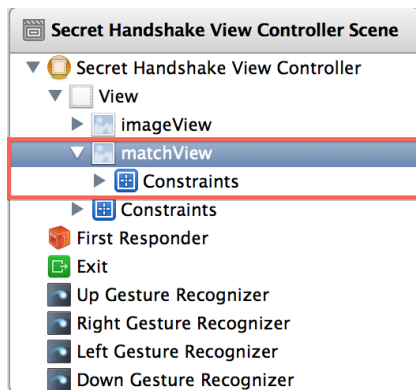 Secret Handshake View Controller Scene
Secret Handshake View Controller
View
imageView
matchView
Constraints
Constraints
First Responder
Exit
Up Gesture Recognizer
Right Gesture Recognizer
Left Gesture Recognizer
Down Gesture Recognizer